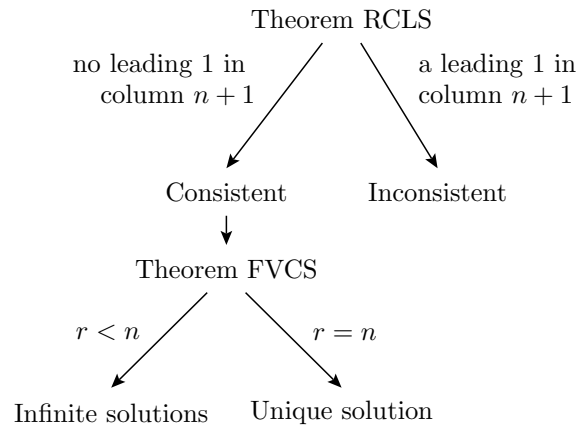 Theorem RCLS
no leading 1 in
column n + 1
a leading 1 in
column n + 1
Consistent
Inconsistent
Theorem FVCS
r < n
r = n
Infinite solutions
Unique solution